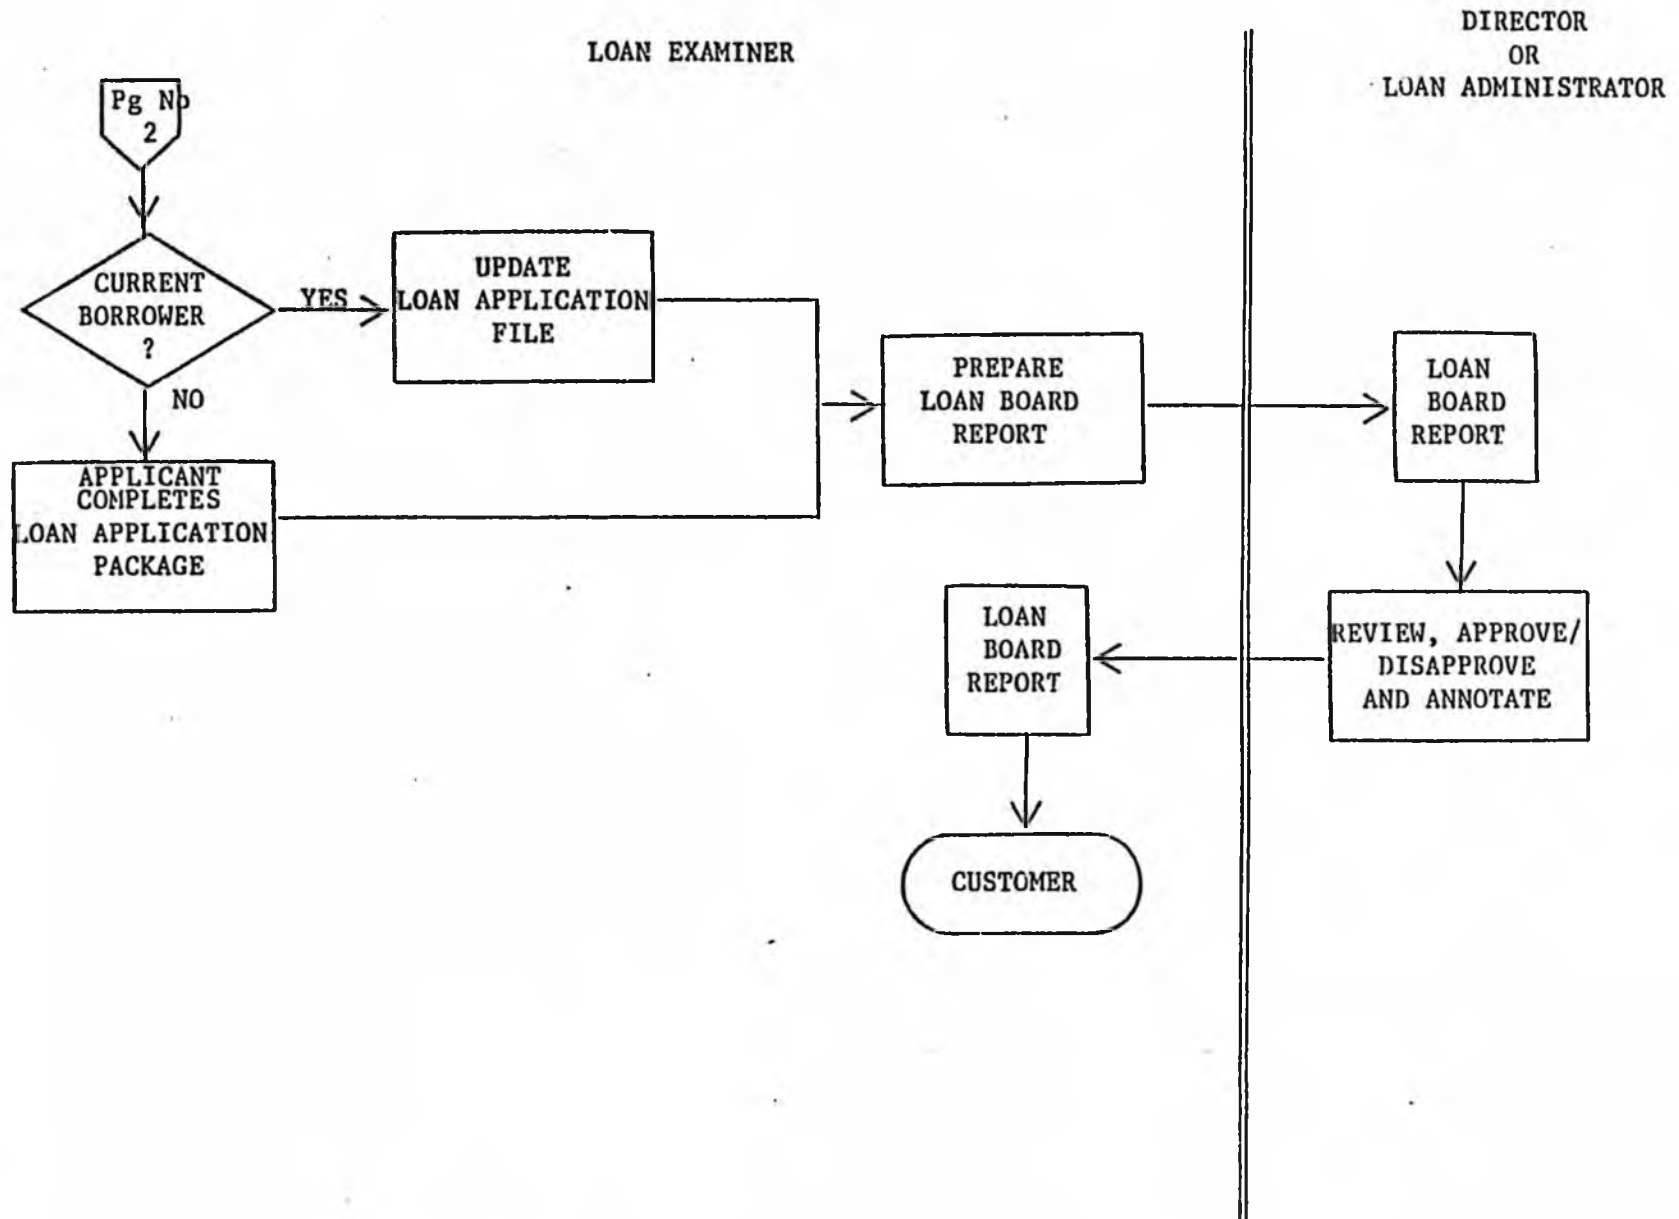 LOAN EXAMINER
DIRECTOR
OR
LOAN ADMINISTRATOR
Pg No
2
CURRENT
BORROWER
?
YES
NO
UPDATE
LOAN APPLICATION
FILE
APPLICANT
COMPLETES
LOAN APPLICATION
PACKAGE
PREPARE
LOAN BOARD
REPORT
LOAN
BOARD
REPORT
REVIEW, APPROVE/
DISAPPROVE
AND ANNOTATE
LOAN
BOARD
REPORT
CUSTOMER